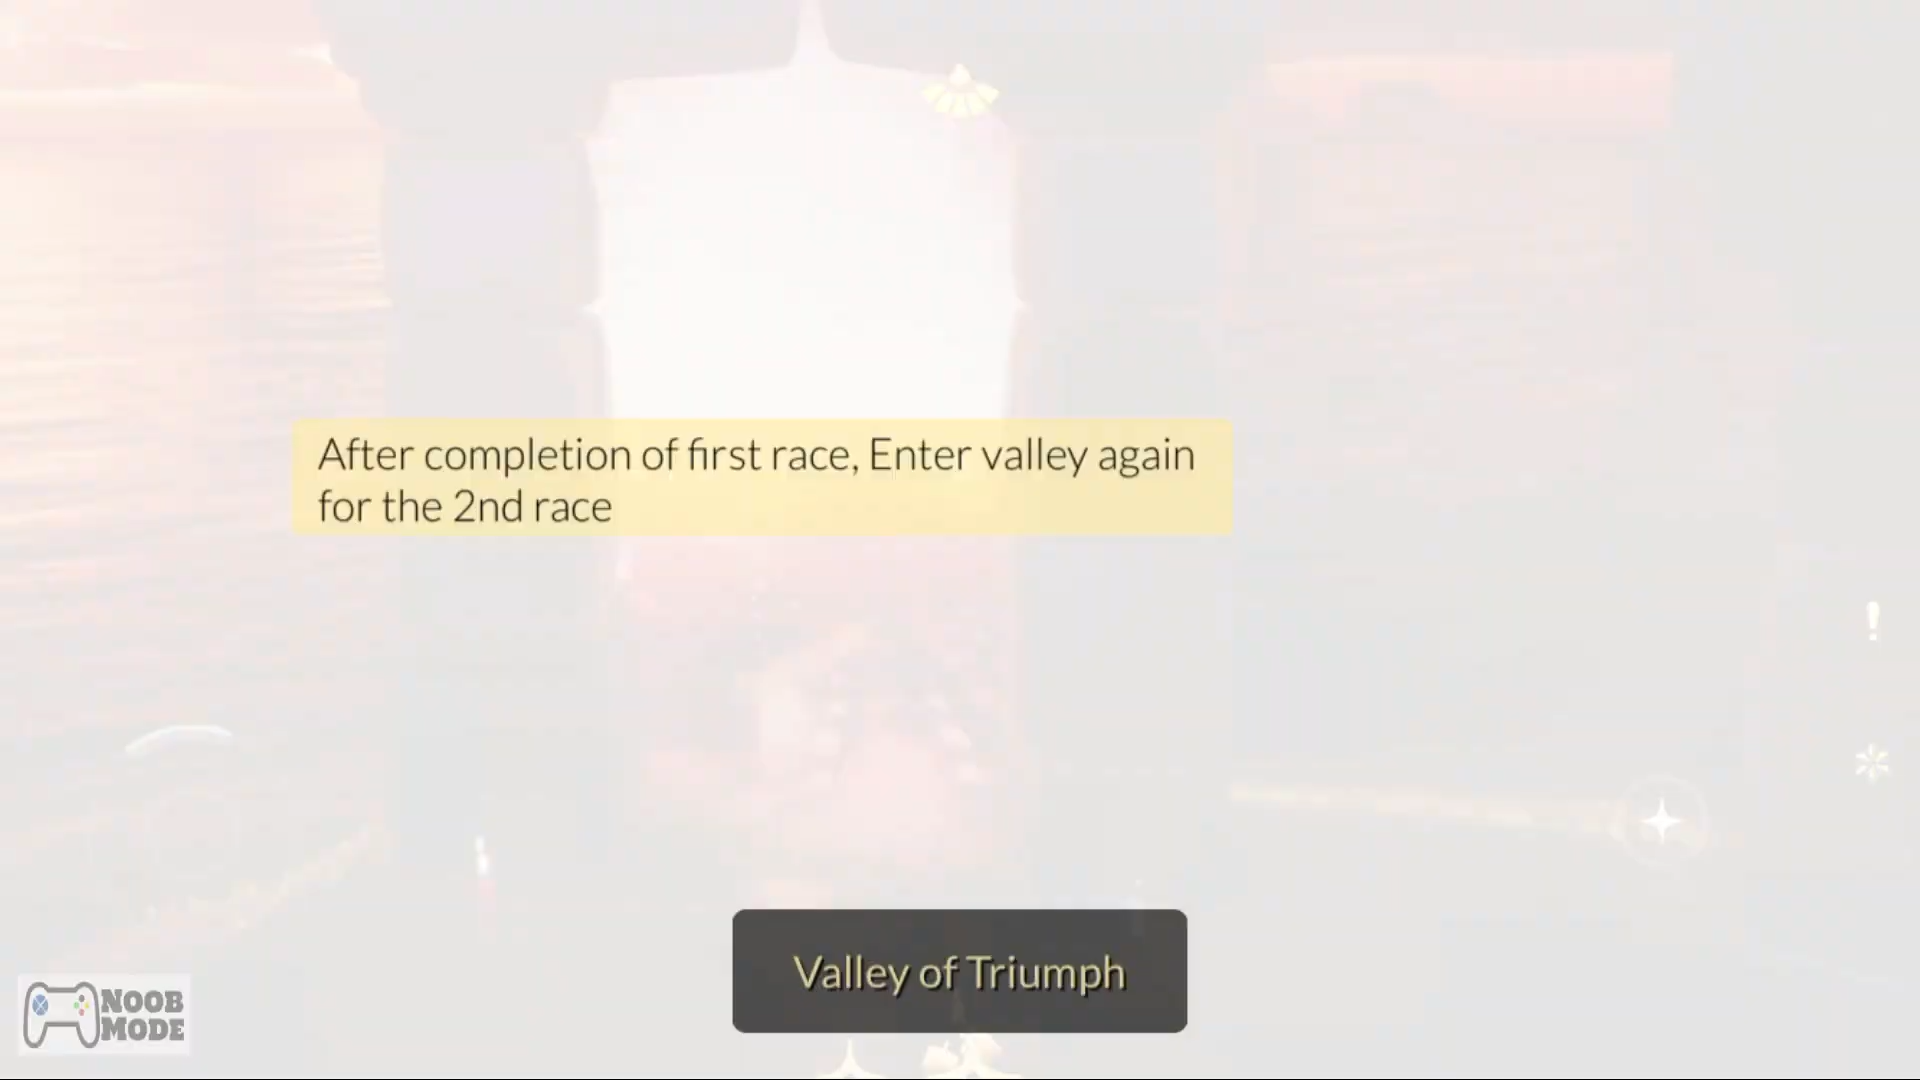 After completion of first race, Enter valley again
for the 2nd race
Valley of Triumph
NOOB
MODE